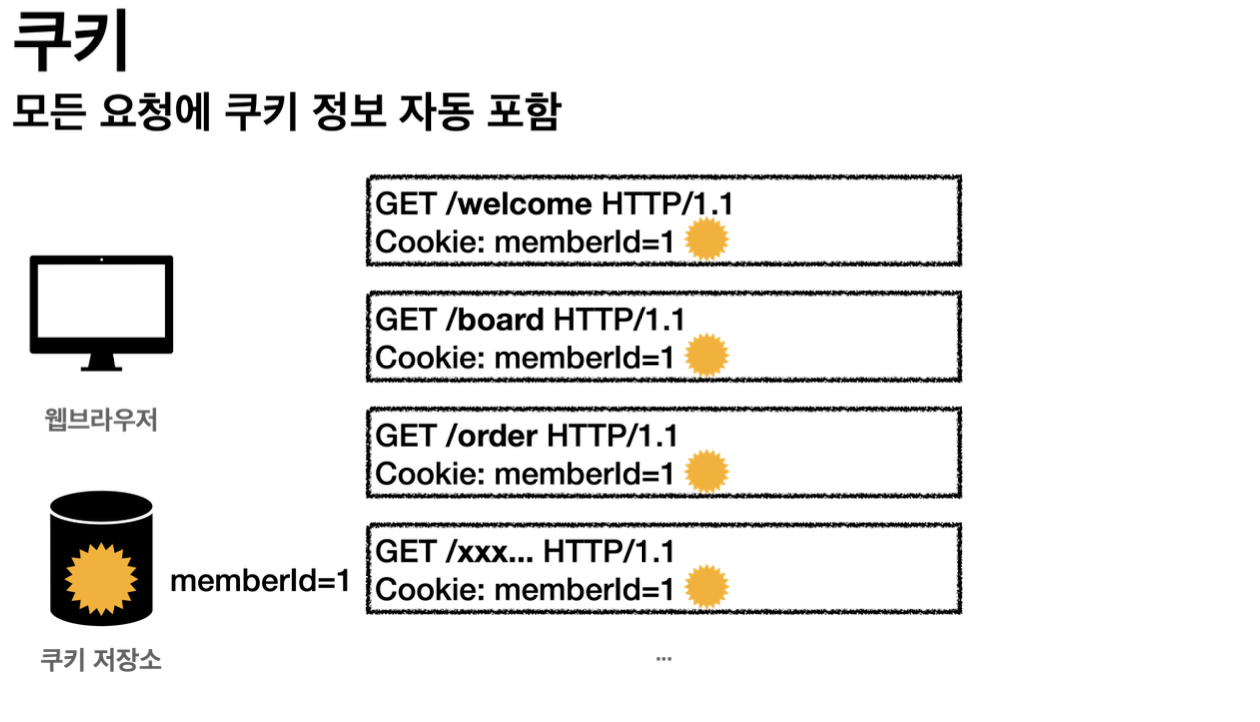 쿠키
모든 요청에 쿠키 정보 자동 포함
GET /welcome HTTP/1.1
Cookie: memberId=1
GET /board HTTP/1.1
Cookie: memberId=1
웹브라우저
GET /order HTTP/1.1
Cookie: memberId=1
GET /xxx... HTTP/1.1
Cookie: memberId=1
memberId=1
쿠키 저장소
...